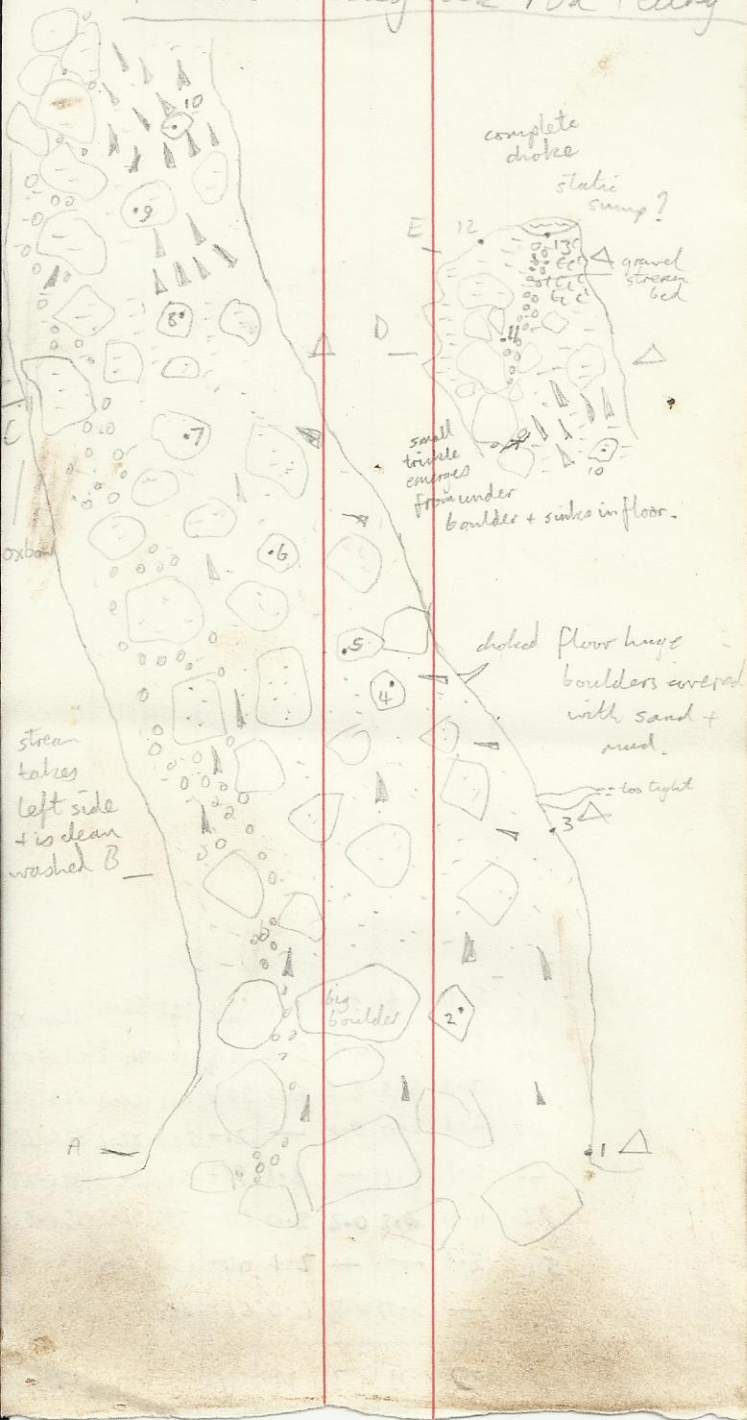 complete
choke
static
sump?
10
E 12
13
gravel
stream
bed
9
D
11
8
C
7
small
trickle
emerges
from under
boulder + sinks in floor.
10
oxbow
6
5
choked floor huge
boulders covered
with sand +
mud.
4
stream
takes
left side
+ is clean
washed B
too tight
3
big
boulder
2
A
1